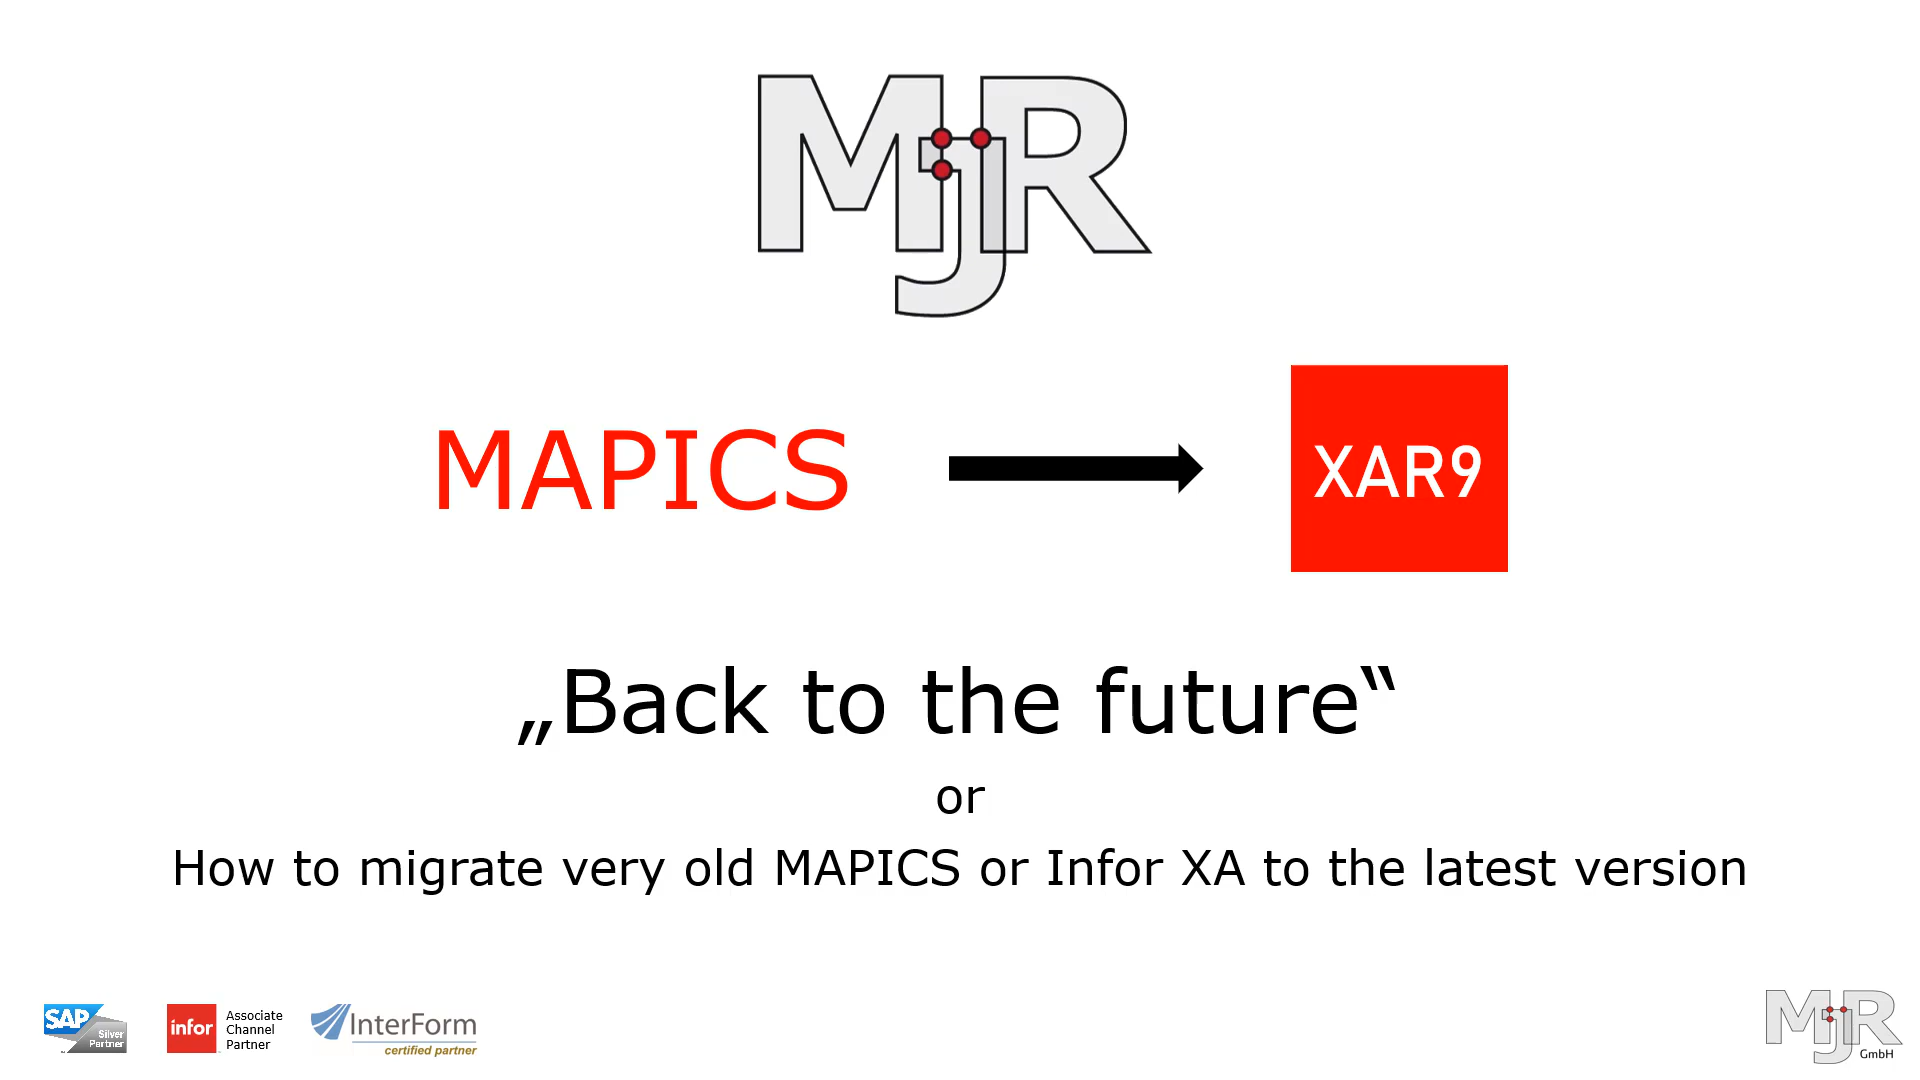 MjR
MAPICS
XAR9
„Back to the future“
or
How to migrate very old MAPICS or Infor XA to the latest version
SAP
Silver
Partner
infor
Associate
Channel
Partner
InterForm
certified partner
MjR
GmbH